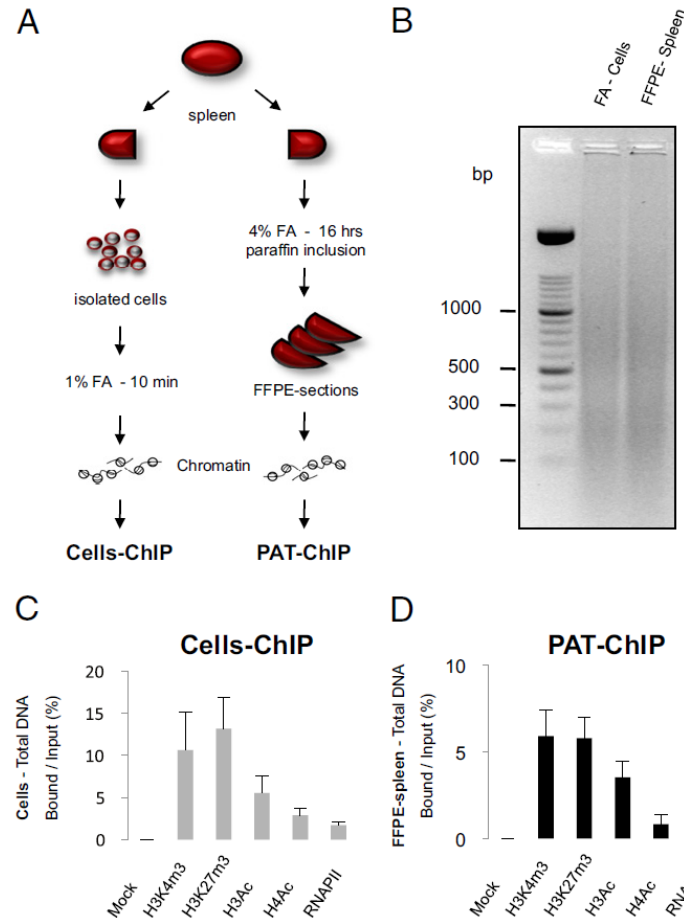 A
spleen
isolated cells
1% FA - 10 min
4% FA - 16 hrs
paraffin inclusion
FFPE-sections
Chromatin
Cells-ChIP
PAT-ChIP
B
FA - Cells
FFPE- Spleen
bp
1000
500
300
100
C
Cells-ChIP
Cells - Total DNA
Bound / Input (%)
20
15
10
5
0
Mock
H3K4m3
H3K27m3
H3Ac
H4Ac
RNAPII
D
PAT-ChIP
FFPE-spleen - Total DNA
Bound / Input (%)
10
5
0
Mock
H3K4m3
H3K27m3
H3Ac
H4Ac